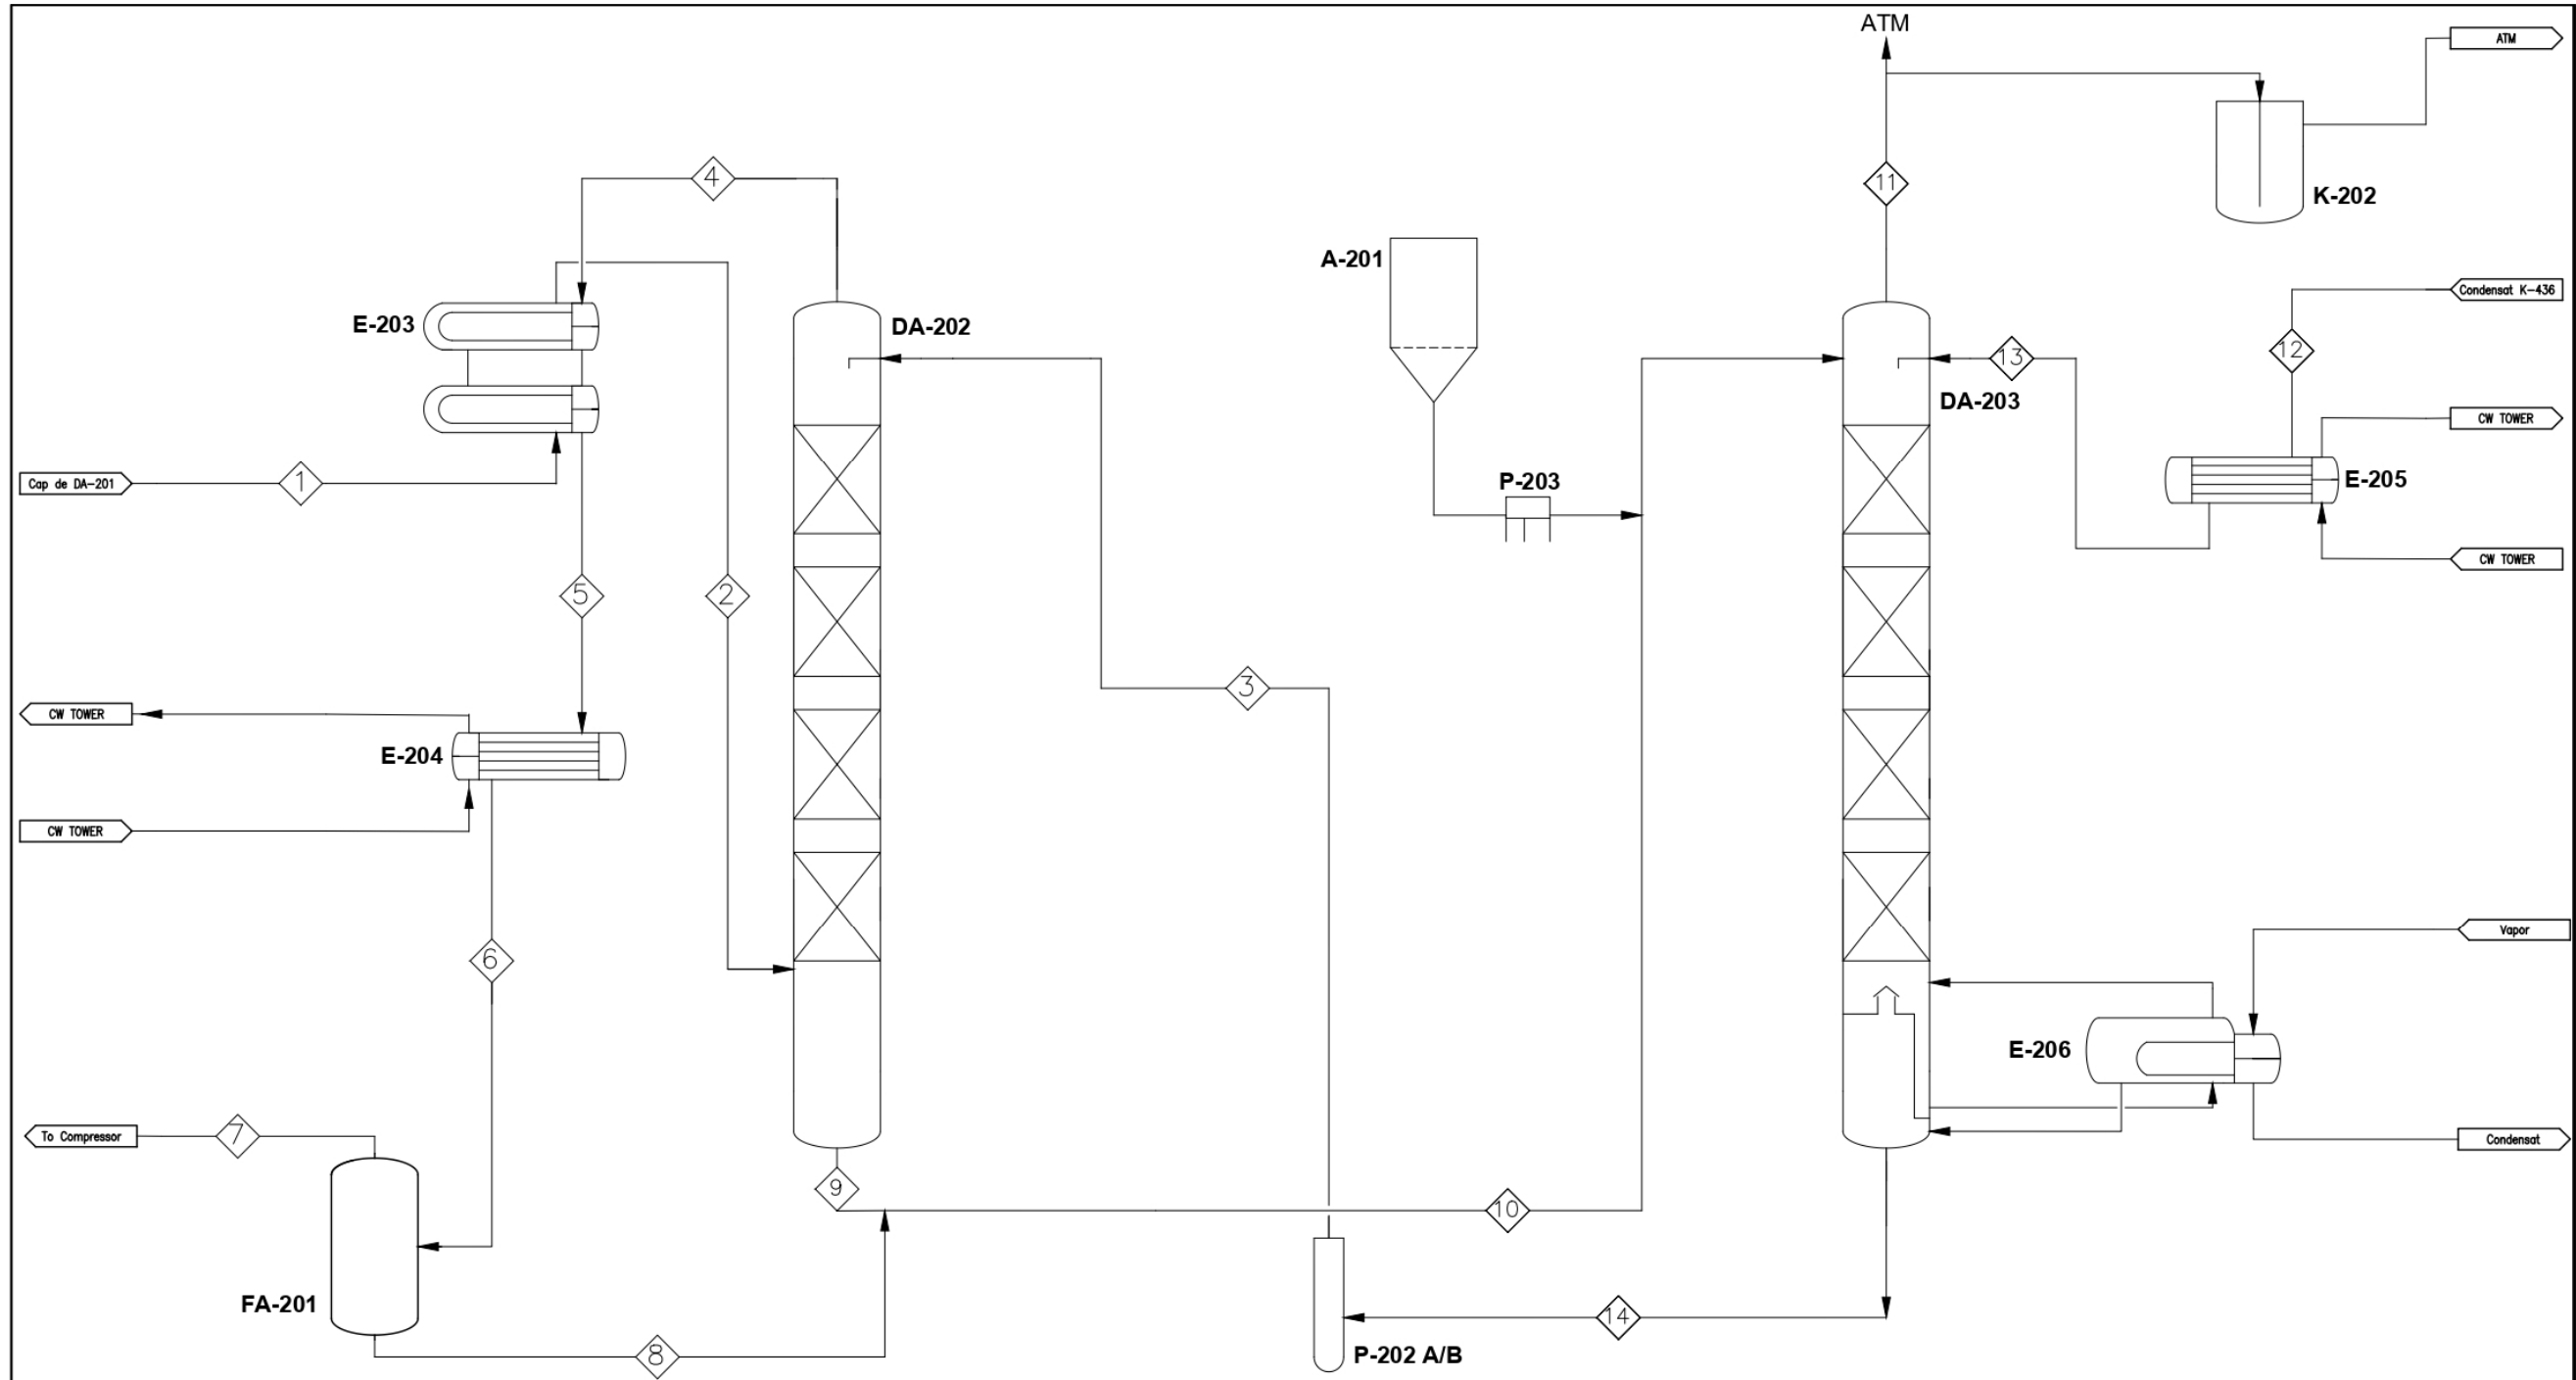 ATM
ATM
4
11
K-202
A-201
Condensat K-436
E-203
DA-202
12
13
DA-203
CW TOWER
Cap de DA-201
1
P-203
E-205
CW TOWER
5
2
3
CW TOWER
E-204
CW TOWER
Vapor
6
E-206
7
To Compressor
Condensat
9
10
FA-201
14
8
P-202 A/B